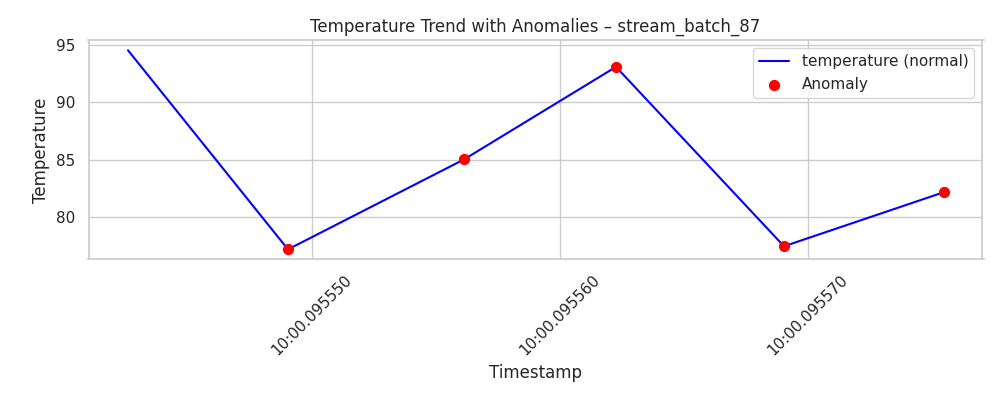 Temperature Trend with Anomalies – stream_batch_87
temperature (normal)
Anomaly
Temperature
95
90
85
80
10:00.095550
10:00.095560
10:00.095570
Timestamp